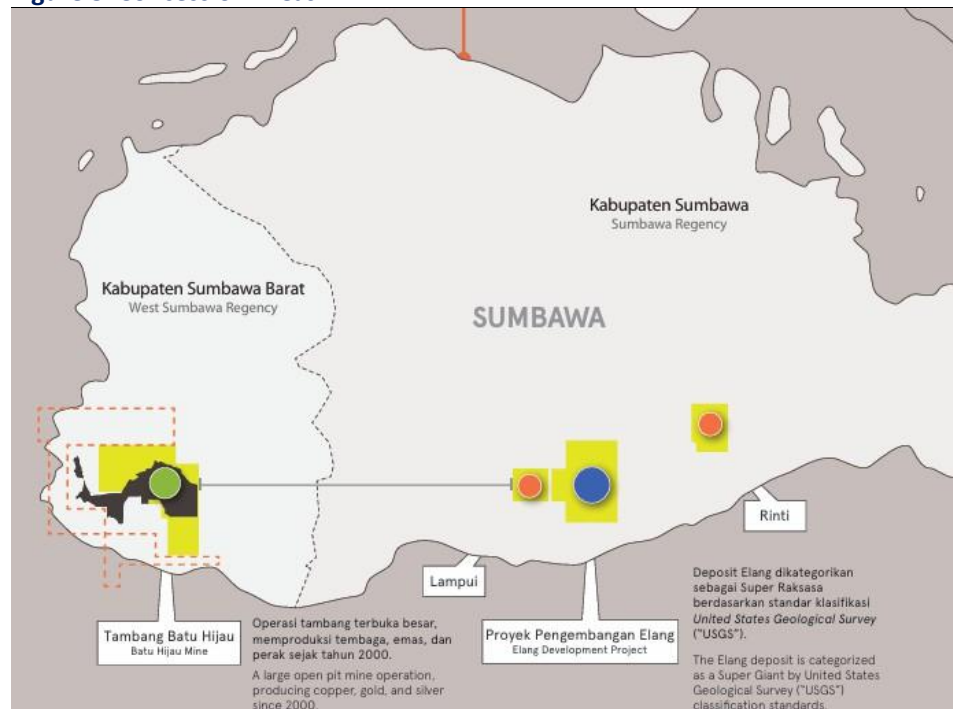 Kabupaten Sumbawa
Sumbawa Regency
Kabupaten Sumbawa Barat
West Sumbawa Regency
SUMBAWA
Rinti
Lampui
Tambang Batu Hijau
Batu Hijau Mine
Operasi tambang terbuka besar,
memproduksi tembaga, emas, dan
perak sejak tahun 2000.
A large open pit mine operation,
producing copper, gold, and silver
since 2000.
Proyek Pengembangan Elang
Elang Development Project
Deposit Elang dikategorikan
sebagai Super Raksasa
berdasarkan standar klasifikasi
United States Geological Survey
("USGS").
The Elang deposit is categorized
as a Super Giant by United States
Geological Survey ("USGS")
classification standards.